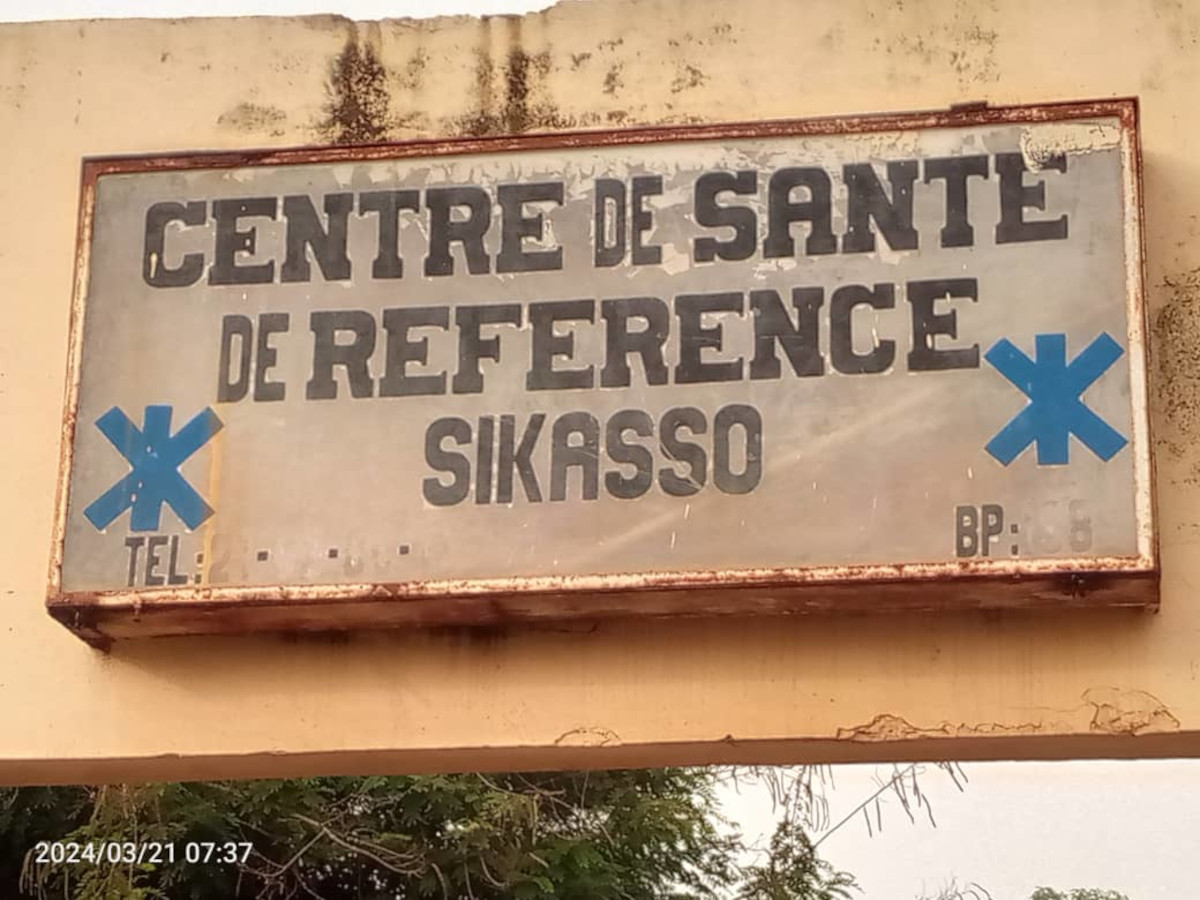 CENTRE DE SANTE
DE REFERENCE
SIKASSO
TEL:
BP:
2024/03/21 07:37